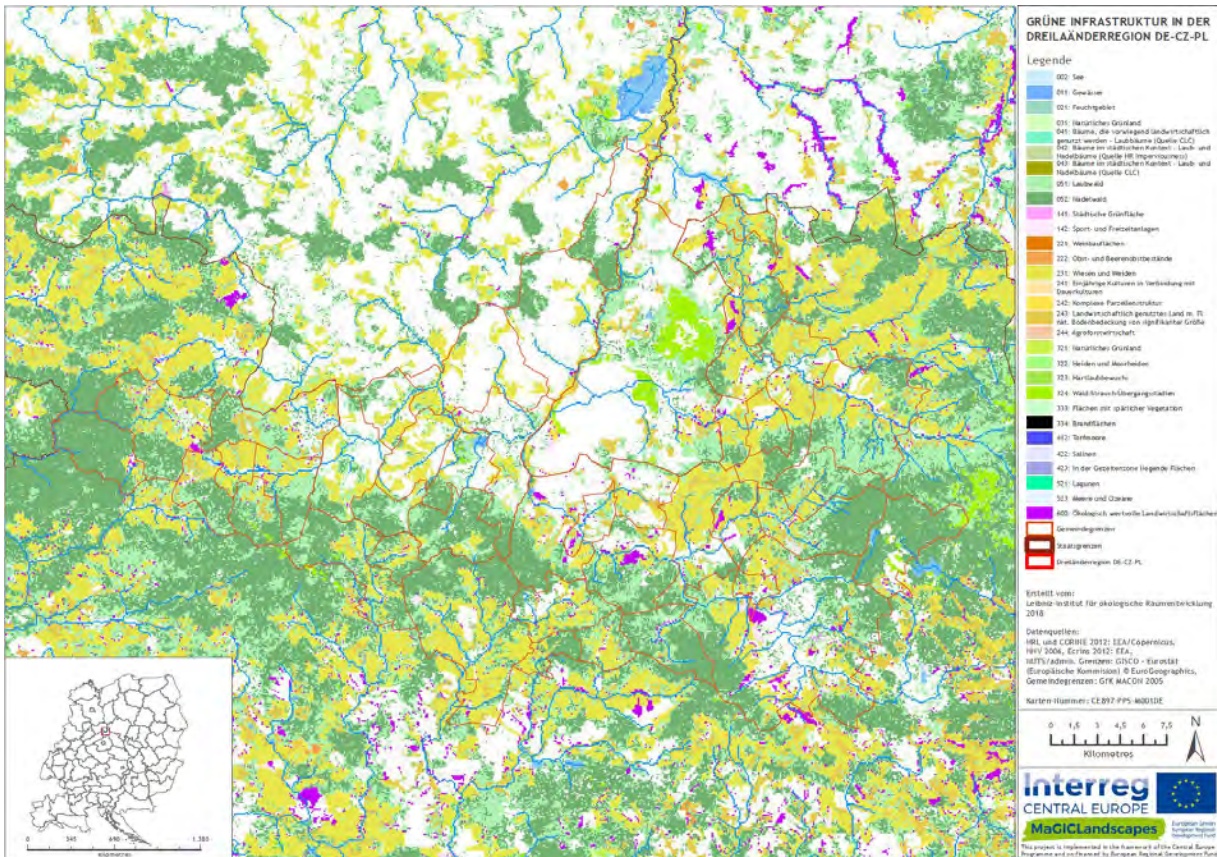 GRÜNE INFRASTRUKTUR IN DER
DREILAÄNDERREGION DE-CZ-PL
Legende
002: See
011: Gewässer
021: Feuchtgebiet
031: Natürliches Grünland
041: Bäume, die vorwiegend landwirtschaftlich
genutzt werden - Laubbäume (Quelle CLC)
042: Bäume im städtischen Kontext - Laub- und
Nadelbäume (Quelle HR Imperviousness)
043: Bäume im städtischen Kontext - Laub- und
Nadelbäume (Quelle CLC)
051: Laubwald
052: Nadelwald
141: Städtische Grünfläche
142: Sport- und Freizeitanlagen
221: Weinbauflächen
222: Obst- und Beerenobstbestände
231: Wiesen und Weiden
241: Einjährige Kulturen in Verbindung mit
Dauerkulturen
242: Komplexe Parzellenstruktur
243: Landwirtschaftlich genutztes Land m. Fl
nat. Bodenbedeckung von signifikanter Größe
244: Agroforstwirtschaft
321: Natürliches Grünland
322: Heiden und Moorheiden
323: Hartlaubbewuchs
324: Wald-Strauch-Übergangsstadien
333: Flächen mit spärlicher Vegetation
334: Brandflächen
412: Torfmoore
422: Salinen
423: In der Gezeitenzone liegende Flächen
521: Lagunen
523: Meere und Ozeane
600: Ökologisch wertvolle Landwirtschaftsflächen
Gemeindegrenzen
Staatsgrenzen
Dreiländerregion DE-CZ-PL
Erstellt vom:
Leibniz-Institut für ökologische Raumentwicklung
2018
Datenquellen:
HRL und CORINE 2012: EEA/Copernicus,
HNV 2006, Ecrins 2012: EEA,
NUTS/admin. Grenzen: GISCO - Eurostat
(Europäische Kommission) © EuroGeographics,
Gemeindegrenzen: GfK MACON 2005
Karten-Nummer: CE897-PPS-M001DE
0 1,5 3 4,5 6 7,5
Kilometres
N
Interreg
CENTRAL EUROPE
MaGICLandscapes
European Union
European Regional
Development Fund
This project is implemented in the framework of the Central Europe
Programme and co-financed by European Regional Development Fund
0 345 690 1.380
Kilometres